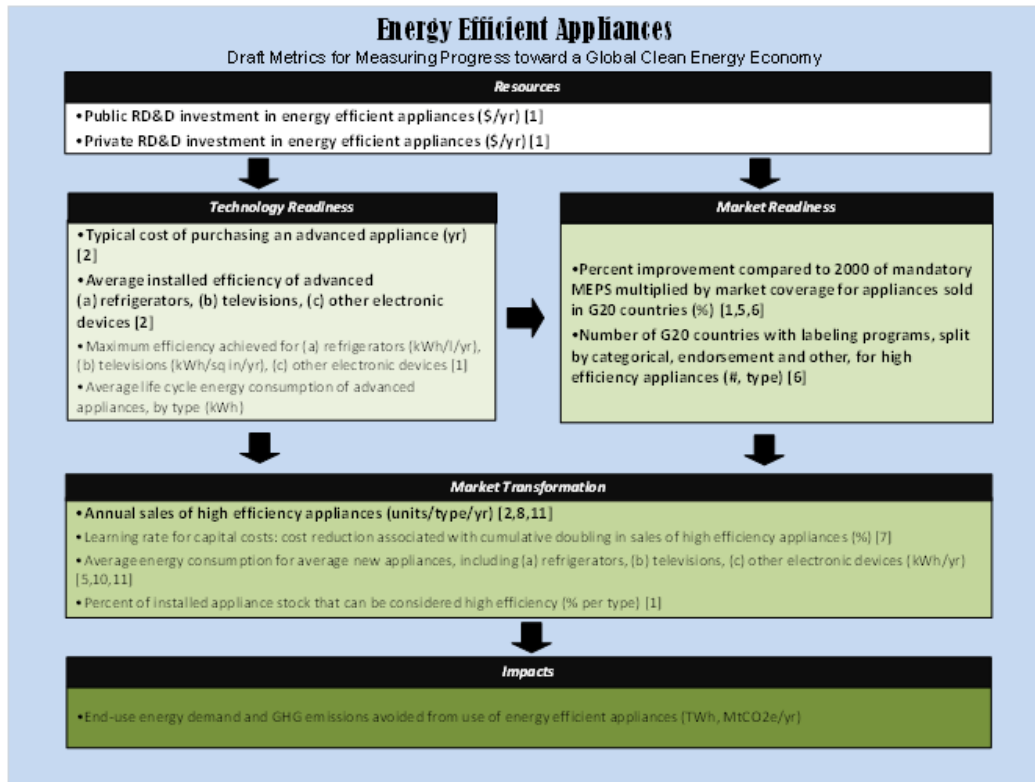 Energy Efficient Appliances
Draft Metrics for Measuring Progress toward a Global Clean Energy Economy
Resources
•Public RD&D investment in energy efficient appliances ($/yr) [1]
•Private RD&D investment in energy efficient appliances ($/yr) [1]
Technology Readiness
•Typical cost of purchasing an advanced appliance (yr)
[2]
•Average installed efficiency of advanced
(a) refrigerators, (b) televisions, (c) other electronic
devices [2]
•Maximum efficiency achieved for (a) refrigerators (kWh/l/yr),
(b) televisions (kWh/sq in/yr), (c) other electronic devices [1]
•Average life cycle energy consumption of advanced
appliances, by type (kWh)
Market Readiness
•Percent improvement compared to 2000 of mandatory
MEPS multiplied by market coverage for appliances sold
in G20 countries (%) [1,5,6]
•Number of G20 countries with labeling programs, split
by categorical, endorsement and other, for high
efficiency appliances (#, type) [6]
Market Transformation
•Annual sales of high efficiency appliances (units/type/yr) [2,8,11]
•Learning rate for capital costs: cost reduction associated with cumulative doubling in sales of high efficiency appliances (%) [7]
•Average energy consumption for average new appliances, including (a) refrigerators, (b) televisions, (c) other electronic devices (kWh/yr)
[5,10,11]
•Percent of installed appliance stock that can be considered high efficiency (% per type) [1]
Impacts
•End-use energy demand and GHG emissions avoided from use of energy efficient appliances (TWh, MtCO2e/yr)